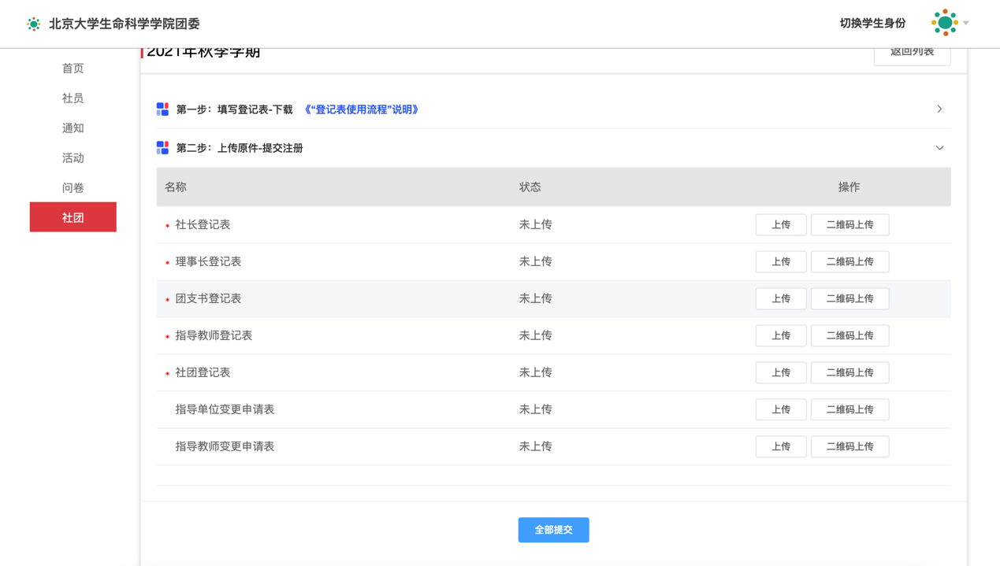 北京大学生命科学学院团委
切换学生身份
2021年秋季学期
返回列表
首页
社员
通知
活动
问卷
社团
第一步：填写登记表-下载 《“登记表使用流程”说明》
第二步：上传原件-提交注册
名称 状态 操作
* 社长登记表 未上传 上传 二维码上传
* 理事长登记表 未上传 上传 二维码上传
* 团支书登记表 未上传 上传 二维码上传
* 指导教师登记表 未上传 上传 二维码上传
* 社团登记表 未上传 上传 二维码上传
指导单位变更申请表 未上传 上传 二维码上传
指导教师变更申请表 未上传 上传 二维码上传
全部提交